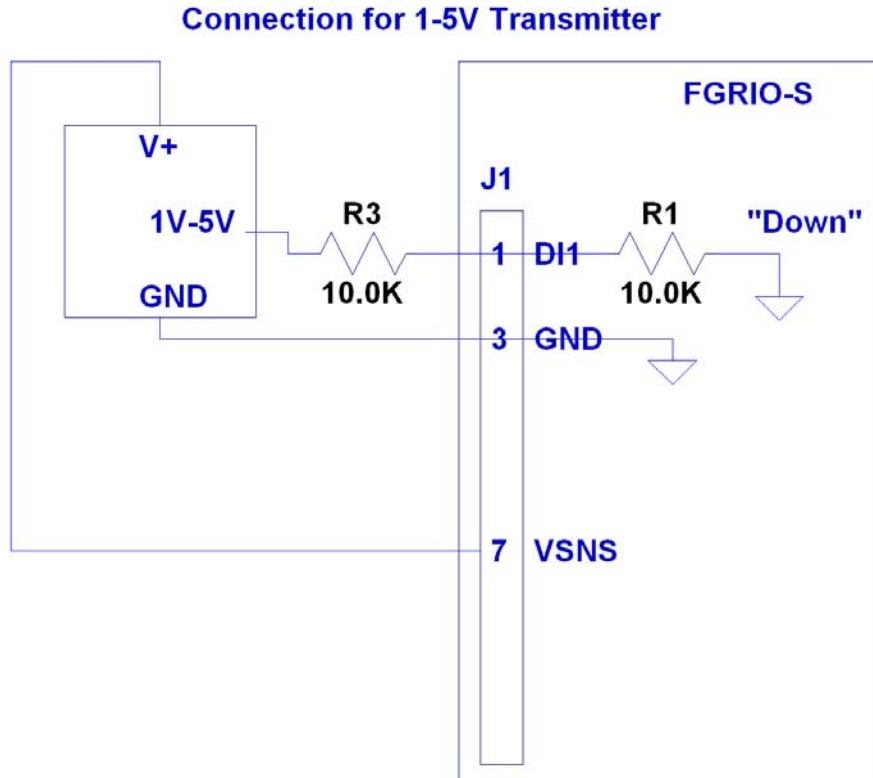 Connection for 1-5V Transmitter
FGRIO-S
V+
J1
1V-5V
R3
R1
"Down"
1
DI1
10.0K
10.0K
GND
3
GND
7
VSNS